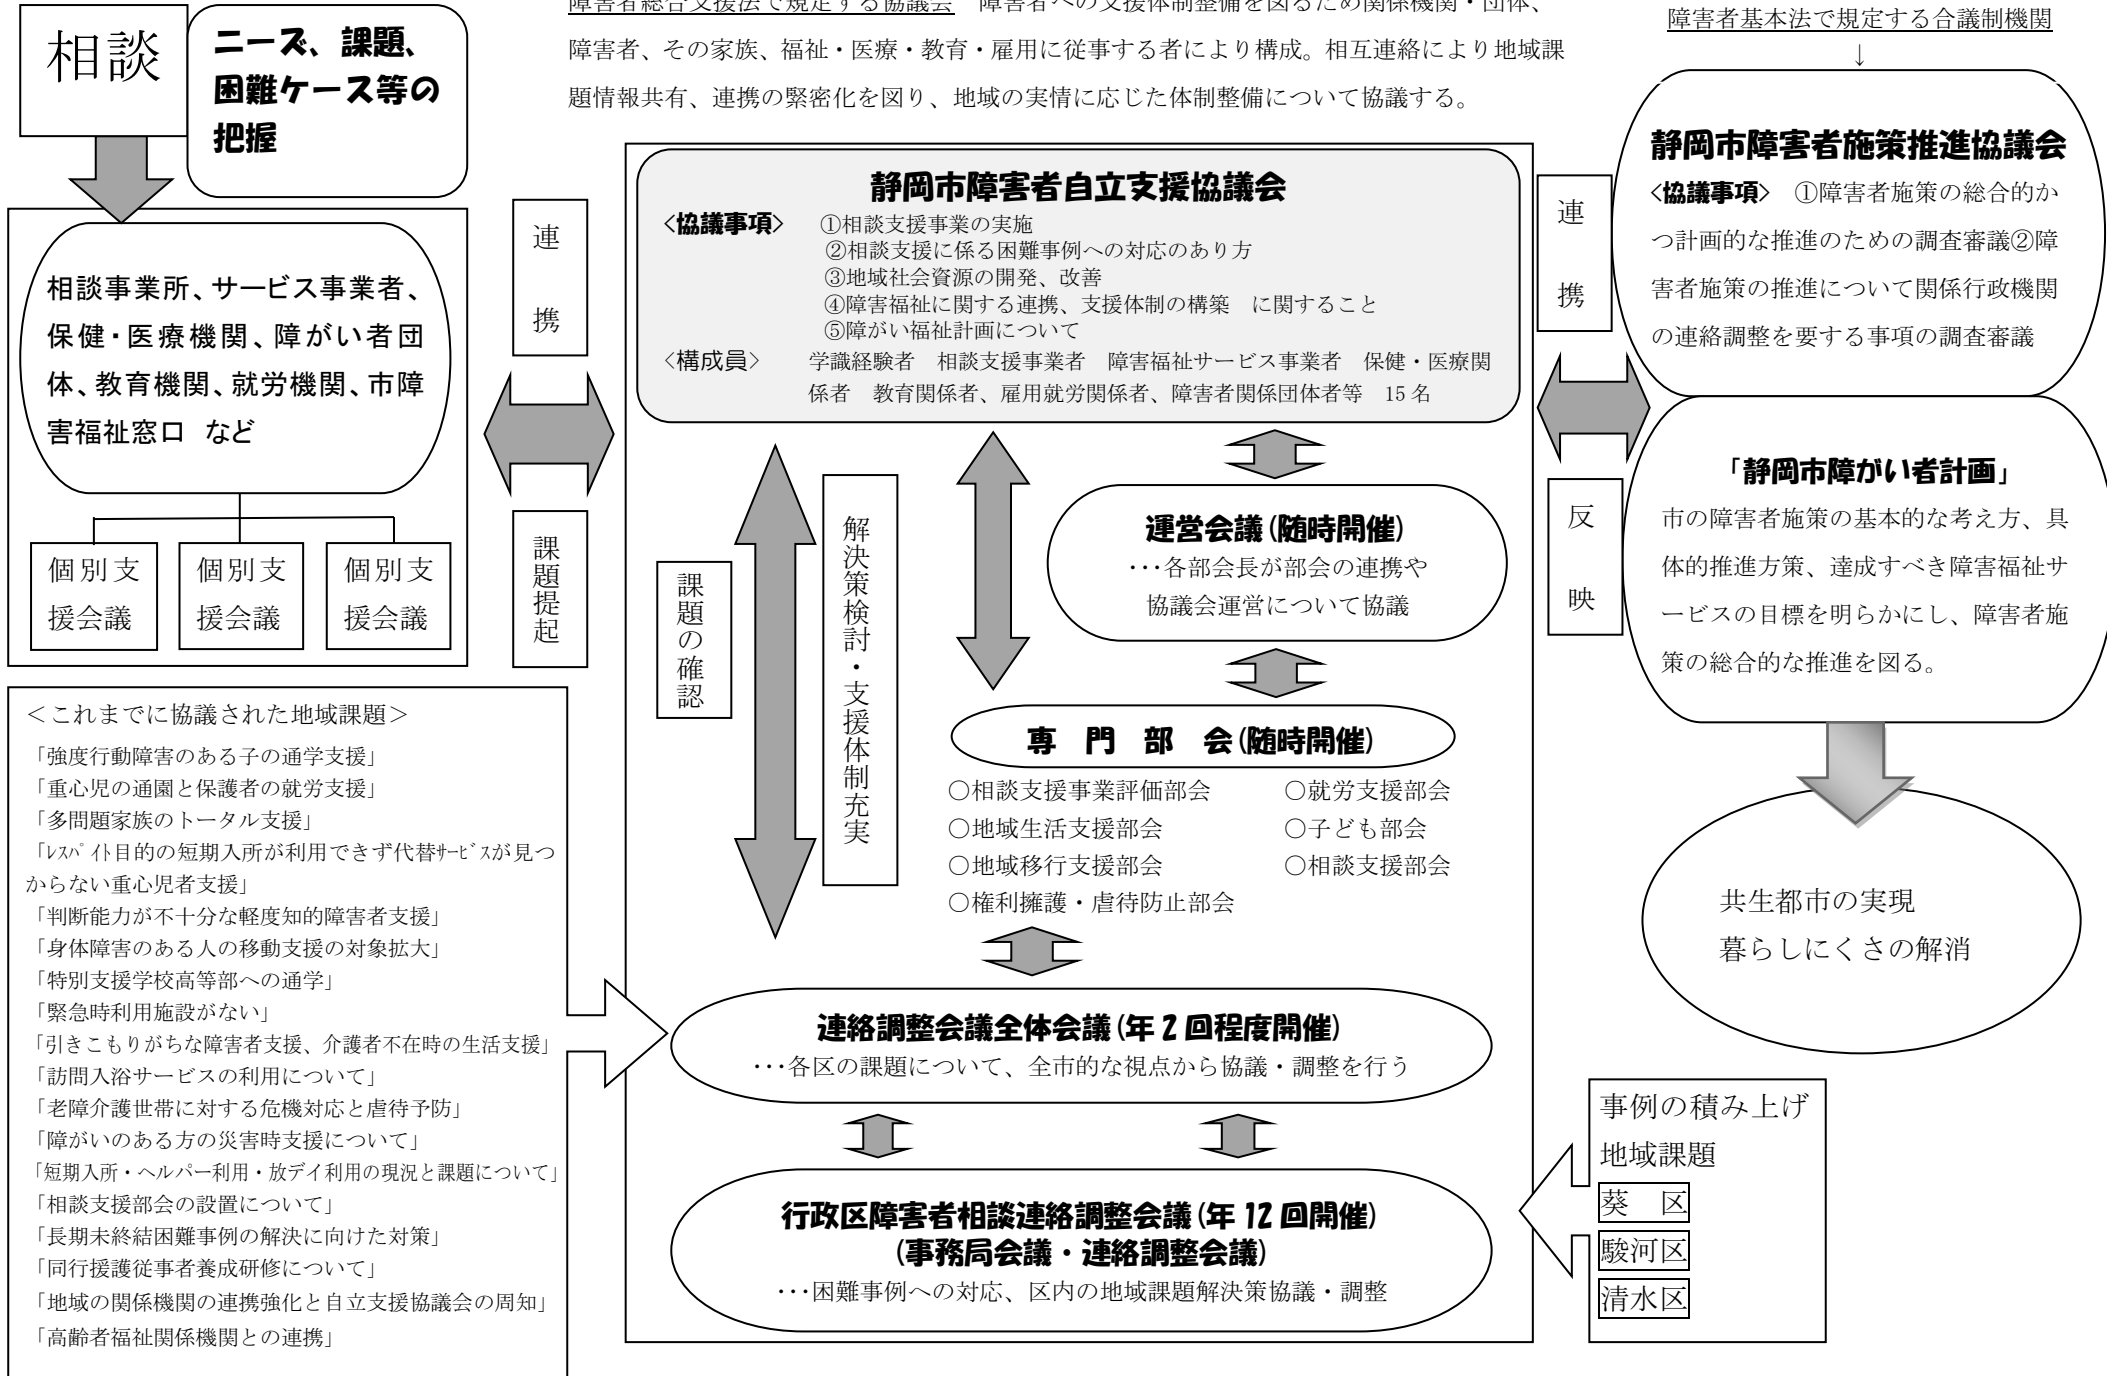 相談
ニーズ、課題、
困難ケース等の
把握
障害者総合支援法で規定する協議会　障害者への支援体制整備を図るため関係機関・団体、
障害者、その家族、福祉・医療・教育・雇用に従事する者により構成。相互連絡により地域課
題情報共有、連携の緊密化を図り、地域の実情に応じた体制整備について協議する。
障害者基本法で規定する合議制機関
↓
相談事業所、サービス事業者、
保健・医療機関、障がい者団
体、教育機関、就労機関、市障
害福祉窓口　など
個別支
援会議
個別支
援会議
個別支
援会議
連携
課題提起
静岡市障害者自立支援協議会
<協議事項>　①相談支援事業の実施
②相談支援に係る困難事例への対応のあり方
③地域社会資源の開発、改善
④障害福祉に関する連携、支援体制の構築　に関すること
⑤障がい福祉計画について
<構成員>　学識経験者　相談支援事業者　障害福祉サービス事業者　保健・医療関
係者　教育関係者、雇用就労関係者、障害者関係団体者等　15名
課題の確認
解決策検討・支援体制充実
運営会議(随時開催)
…各部会長が部会の連携や
協議会運営について協議
専　門　部　会(随時開催)
○相談支援事業評価部会　○就労支援部会
○地域生活支援部会　○子ども部会
○地域移行支援部会　○相談支援部会
○権利擁護・虐待防止部会
連絡調整会議全体会議(年2回程度開催)
…各区の課題について、全市的な視点から協議・調整を行う
行政区障害者相談連絡調整会議(年12回開催)
(事務局会議・連絡調整会議)
…困難事例への対応、区内の地域課題解決策協議・調整
連携
反映
静岡市障害者施策推進協議会
<協議事項>　①障害者施策の総合的か
つ計画的な推進のための調査審議②障
害者施策の推進について関係行政機関
の連絡調整を要する事項の調査審議
「静岡市障がい者計画」
市の障害者施策の基本的な考え方、具
体的推進方策、達成すべき障害福祉サ
ービスの目標を明らかにし、障害者施
策の総合的な推進を図る。
共生都市の実現
暮らしにくさの解消
事例の積み上げ
地域課題
葵　区
駿河区
清水区
＜これまでに協議された地域課題＞
「強度行動障害のある子の通学支援」
「重心児の通園と保護者の就労支援」
「多問題家族のトータル支援」
「ﾚｽﾊﾟｲﾄ目的の短期入所が利用できず代替ｻｰﾋﾞｽが見つ
からない重心児者支援」
「判断能力が不十分な軽度知的障害者支援」
「身体障害のある人の移動支援の対象拡大」
「特別支援学校高等部への通学」
「緊急時利用施設がない」
「引きこもりがちな障害者支援、介護者不在時の生活支援」
「訪問入浴サービスの利用について」
「老障介護世帯に対する危機対応と虐待予防」
「障がいのある方の災害時支援について」
「短期入所・ヘルパー利用・放デイ利用の現況と課題について」
「相談支援部会の設置について」
「長期未終結困難事例の解決に向けた対策」
「同行援護従事者養成研修について」
「地域の関係機関の連携強化と自立支援協議会の周知」
「高齢者福祉関係機関との連携」